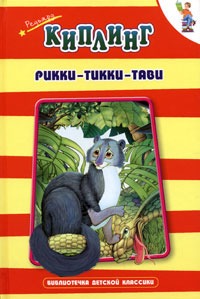 Редьярд
КИПЛИНГ
РИККИ-ТИККИ-ТАВИ
БИБЛИОТЕЧКА ДЕТСКОЙ КЛАССИКИ